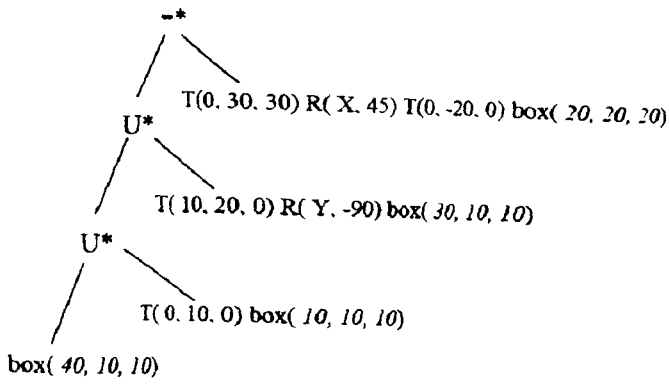 -*
T(0. 30. 30) R( X. 45) T(0. -20. 0) box( 20, 20, 20)
U*
T( 10. 20. 0) R( Y. -90) box( 30, 10, 10)
U*
T( 0. 10. 0) box( 10, 10, 10)
box( 40, 10, 10)